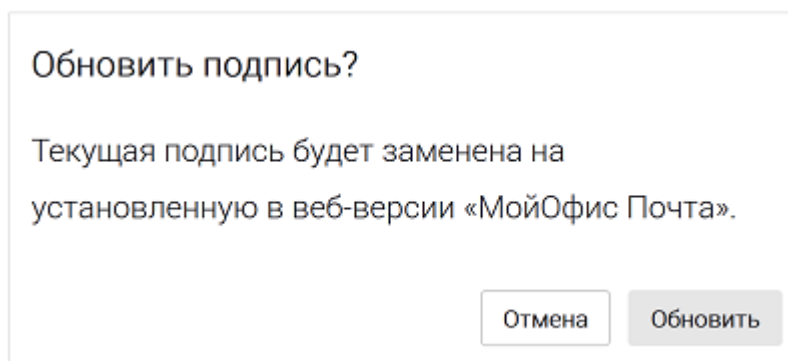 Обновить подпись?
Текущая подпись будет заменена на
установленную в веб-версии «МойОфис Почта».
Отмена
Обновить